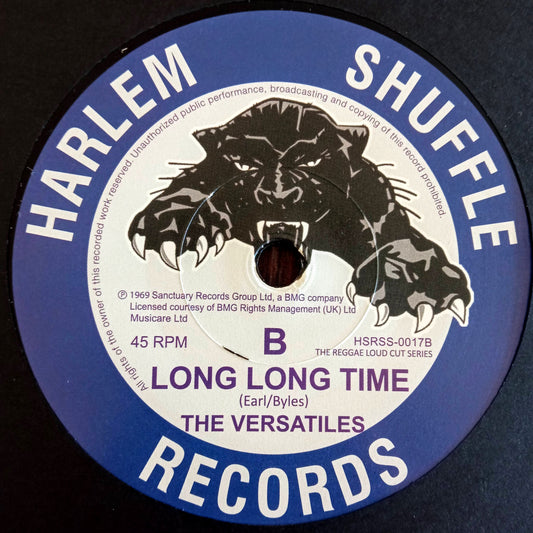 HARLEM SHUFFLE
All rights of the owner of this recorded work reserved. Unauthorized public performance, broadcasting and copying of this record prohibited.
℗ 1969 Sanctuary Records Group Ltd, a BMG company
Licensed courtesy of BMG Rights Management (UK) Ltd
Musicare Ltd
45 RPM
B
HSRSS-0017B
THE REGGAE LOUD CUT SERIES
LONG LONG TIME
(Earl/Byles)
THE VERSATILES
RECORDS